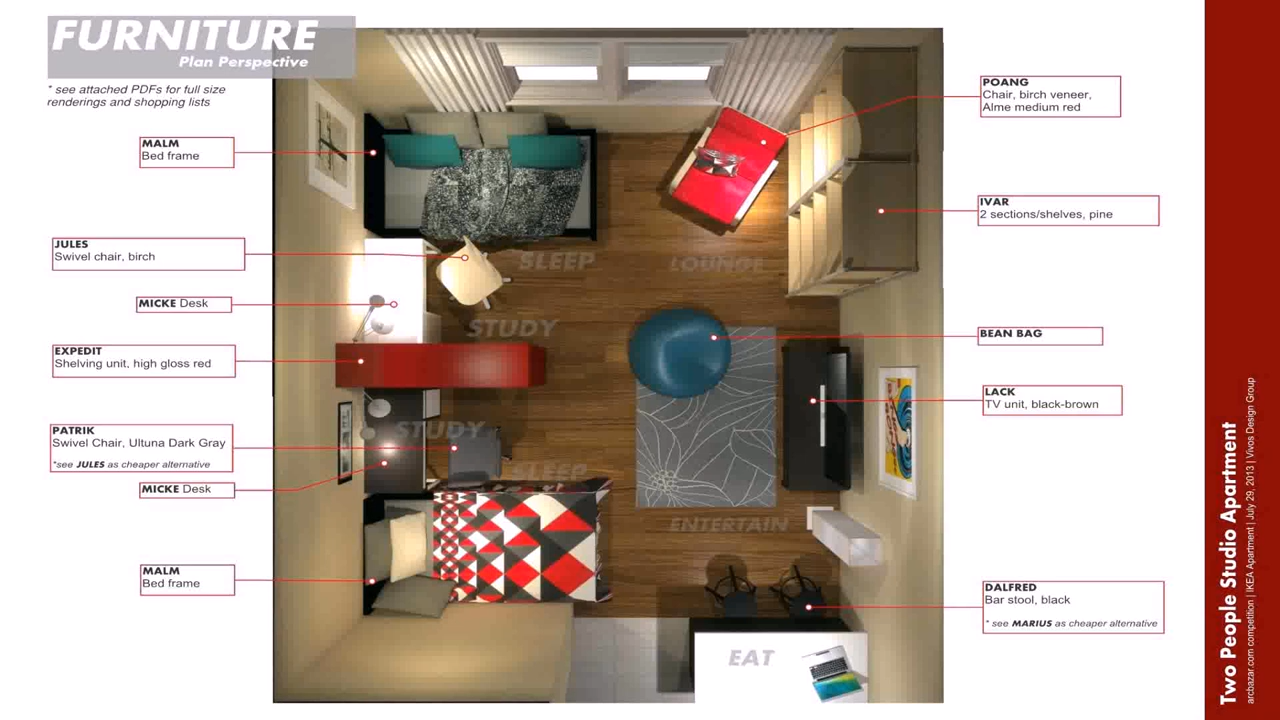 FURNITURE
Plan Perspective
* see attached PDFs for full size
renderings and shopping lists
MALM
Bed frame
JULES
Swivel chair, birch
MICKE Desk
EXPEDIT
Shelving unit, high gloss red
PATRIK
Swivel Chair, Ultuna Dark Gray
*see JULES as cheaper alternative
MICKE Desk
MALM
Bed frame
SLEEP
LOUNGE
STUDY
STUDY
SLEEP
ENTERTAIN
EAT
POANG
Chair, birch veneer,
Alme medium red
IVAR
2 sections/shelves, pine
BEAN BAG
LACK
TV unit, black-brown
DALFRED
Bar stool, black
* see MARIUS as cheaper alternative
Two People Studio Apartment
arcbazar.com competition | IKEA Apartment | July 29, 2013 | Vivos Design Group